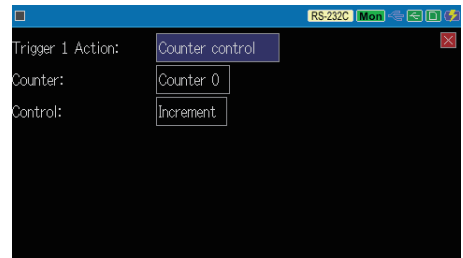 RS-232C Mon
Trigger 1 Action: Counter control
Counter: Counter 0
Control: Increment